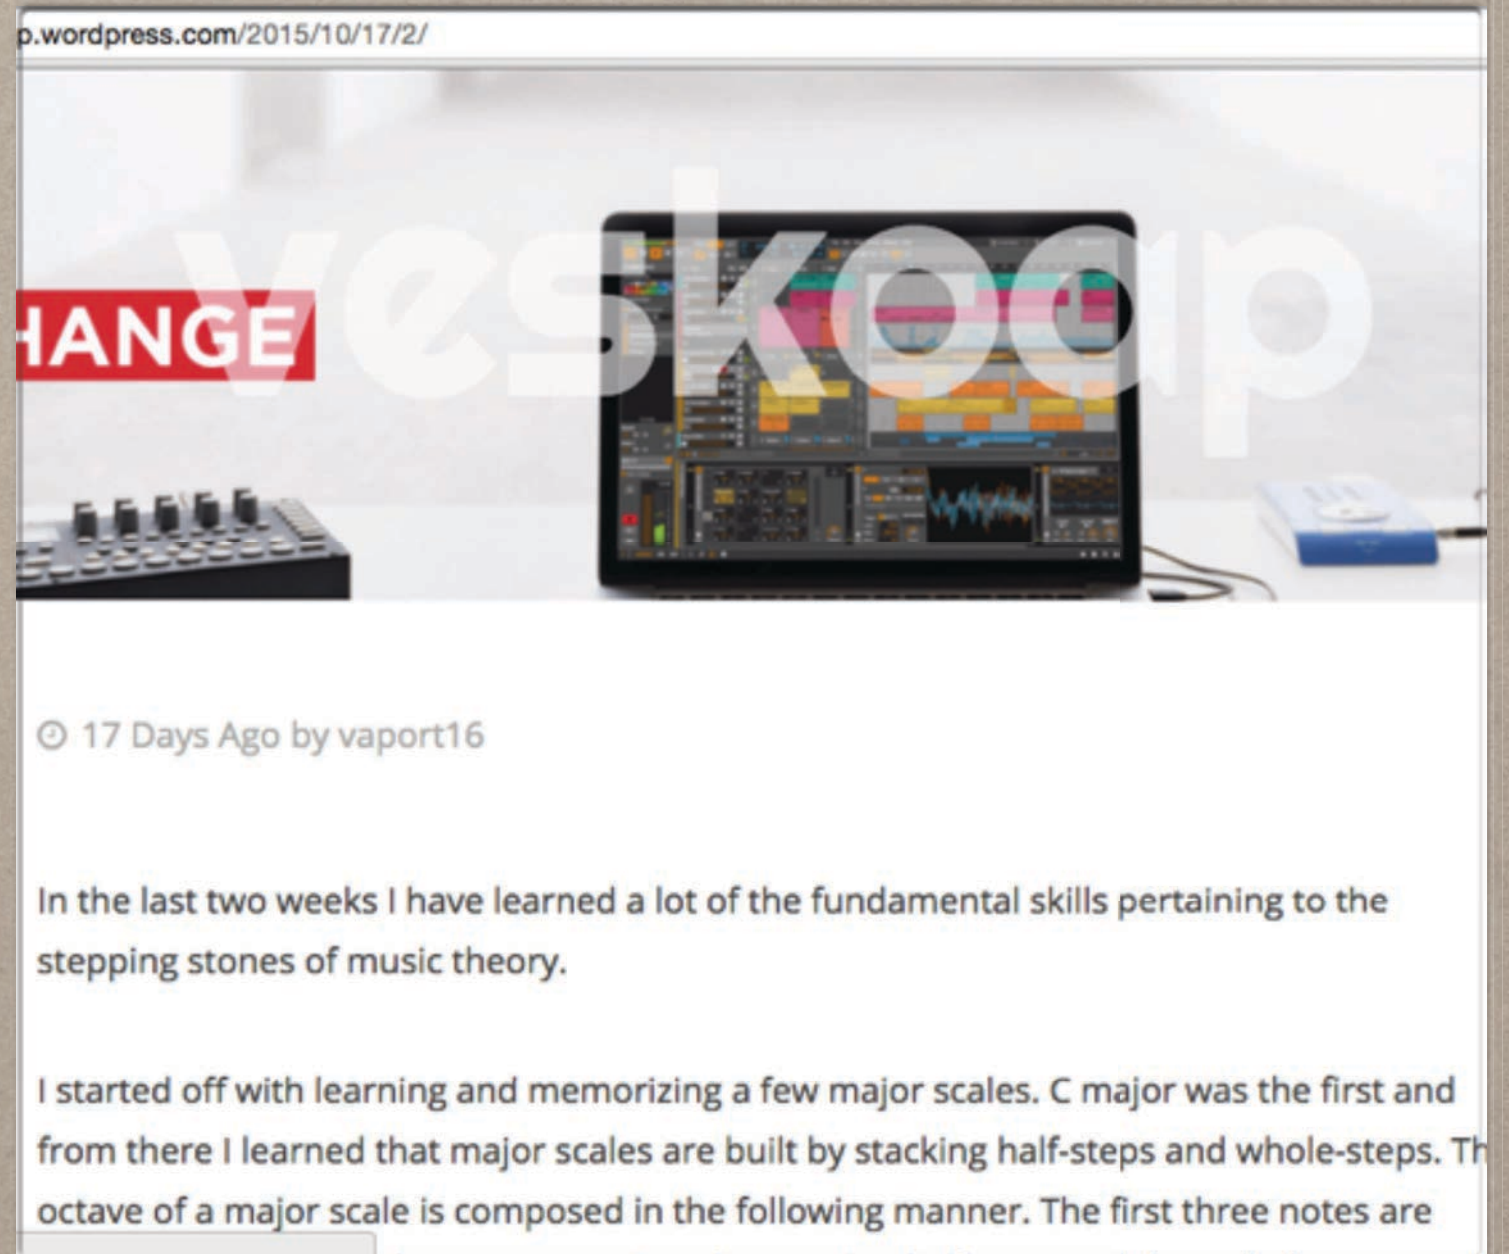 p.wordpress.com/2015/10/17/2/
veskoap
HANGE
17 Days Ago by vaport16
In the last two weeks I have learned a lot of the fundamental skills pertaining to the
stepping stones of music theory.
I started off with learning and memorizing a few major scales. C major was the first and
from there I learned that major scales are built by stacking half-steps and whole-steps. Th
octave of a major scale is composed in the following manner. The first three notes are